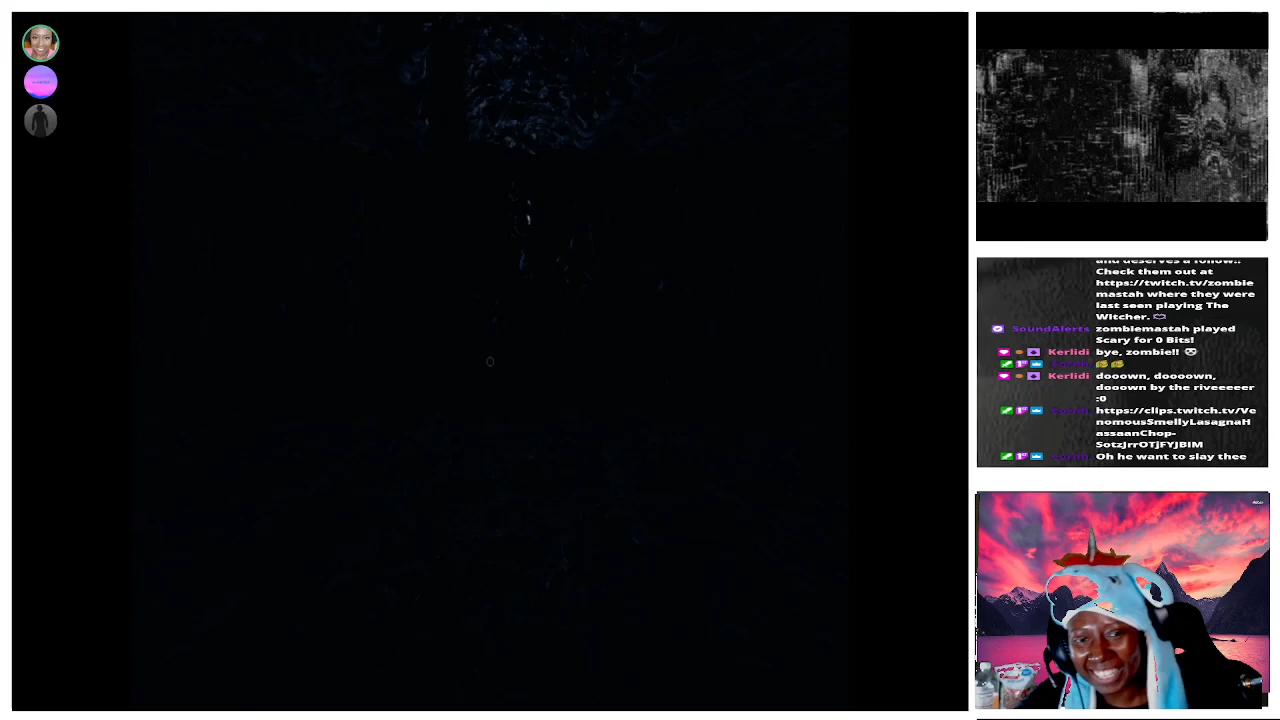 and deserves a follow!!
Check them out at
https://twitch.tv/zombie
mastah where they were
last seen playing The
Witcher.
SoundAlerts zombiemastah played
Scary for 0 Bits!
Kerlidi bye, zombie!!
Kerlidi dooown, doooown,
dooown by the riveeeeer
:0
https://clips.twitch.tv/Ve
nomousSmellyLasagnaH
assaanChop-
SotzJrrOTjFYJBIM
Oh he want to slay thee